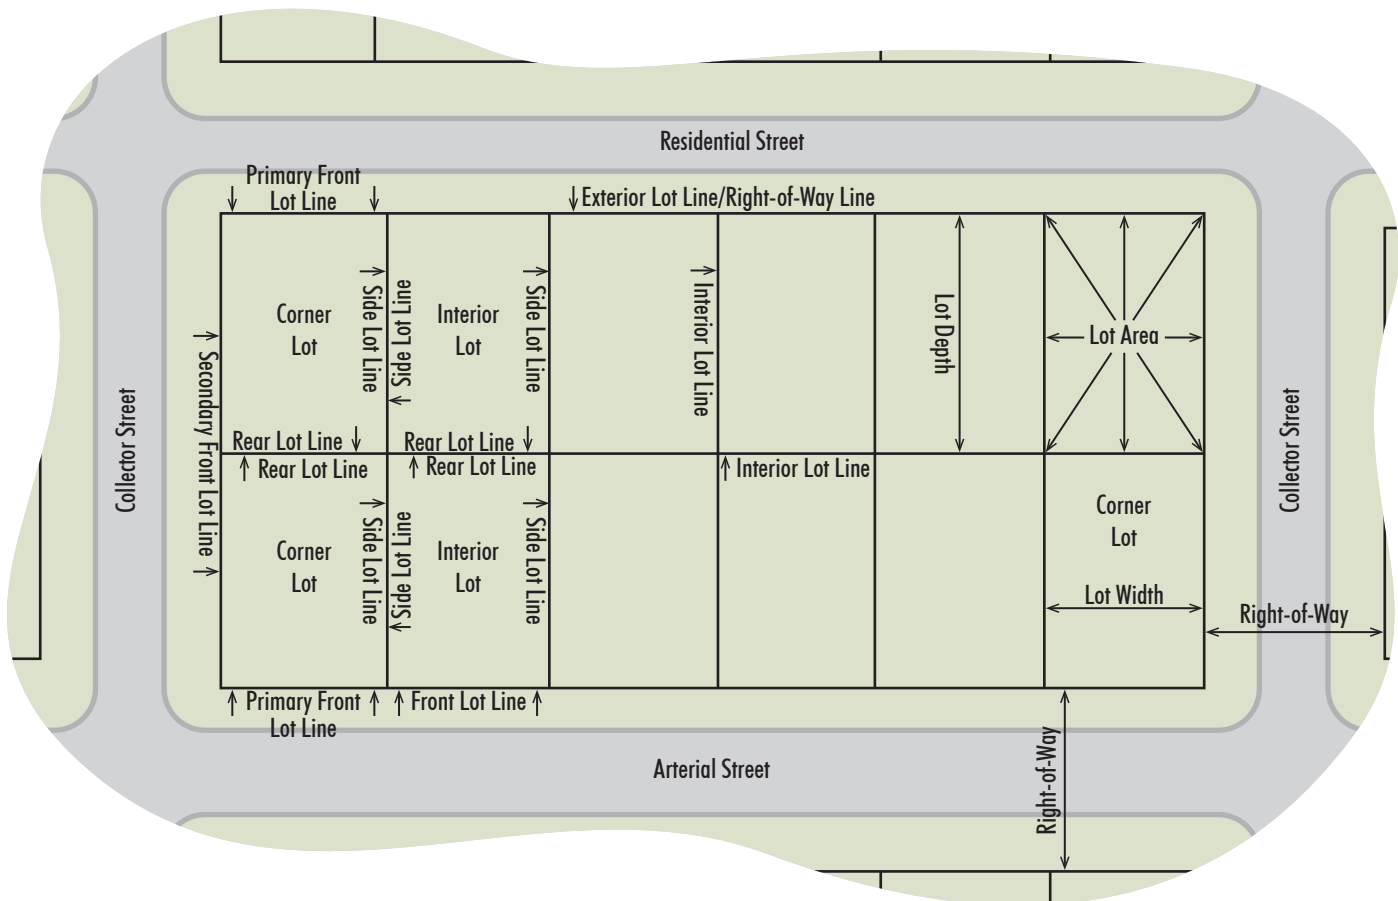 Residential Street
Primary Front
Lot Line
Exterior Lot Line/Right-of-Way Line
Corner
Lot
Side Lot Line
Side Lot Line
Interior
Lot
Side Lot Line
Interior Lot Line
Lot Depth
Lot Area
Secondary Front Lot Line
Collector Street
Collector Street
Rear Lot Line
Rear Lot Line
Rear Lot Line
Rear Lot Line
Interior Lot Line
Corner
Lot
Side Lot Line
Side Lot Line
Interior
Lot
Side Lot Line
Corner
Lot
Lot Width
Right-of-Way
Primary Front
Lot Line
Front Lot Line
Arterial Street
Right-of-Way